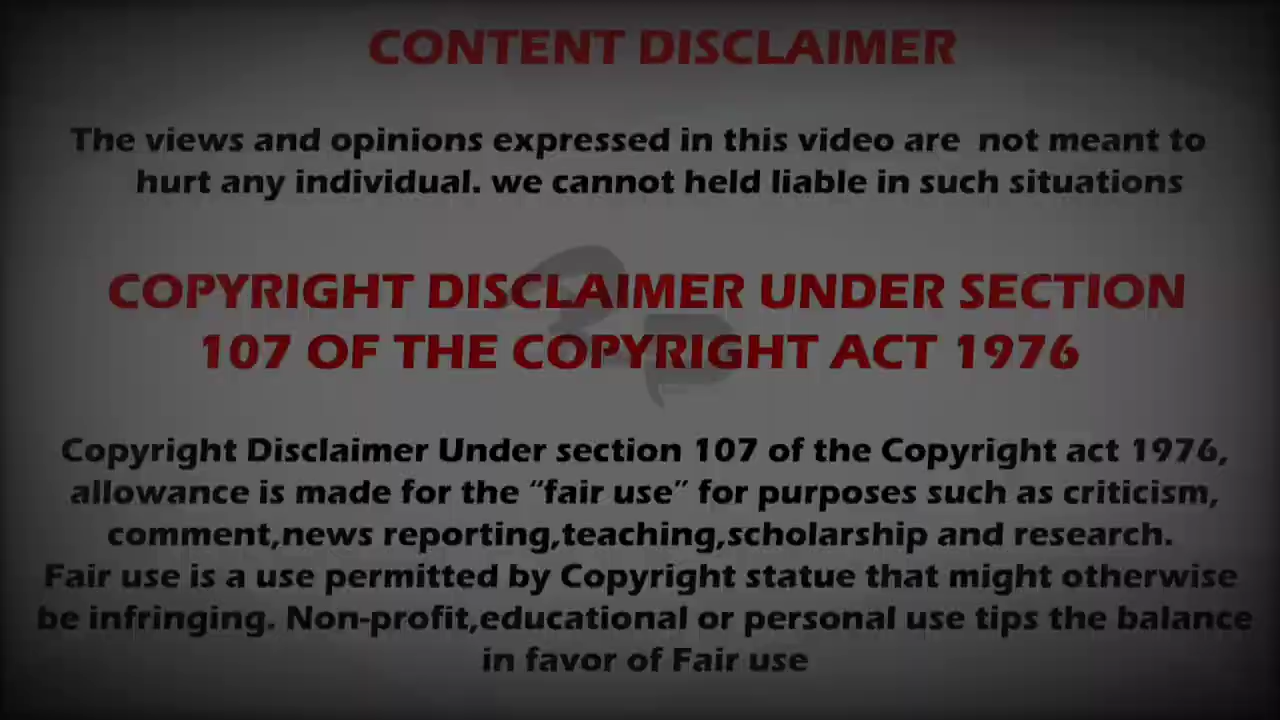 CONTENT DISCLAIMER
The views and opinions expressed in this video are not meant to
hurt any individual. we cannot held liable in such situations
COPYRIGHT DISCLAIMER UNDER SECTION
107 OF THE COPYRIGHT ACT 1976
Copyright Disclaimer Under section 107 of the Copyright act 1976,
allowance is made for the “fair use” for purposes such as criticism,
comment,news reporting,teaching,scholarship and research.
Fair use is a use permitted by Copyright statue that might otherwise
be infringing. Non-profit,educational or personal use tips the balance
in favor of Fair use